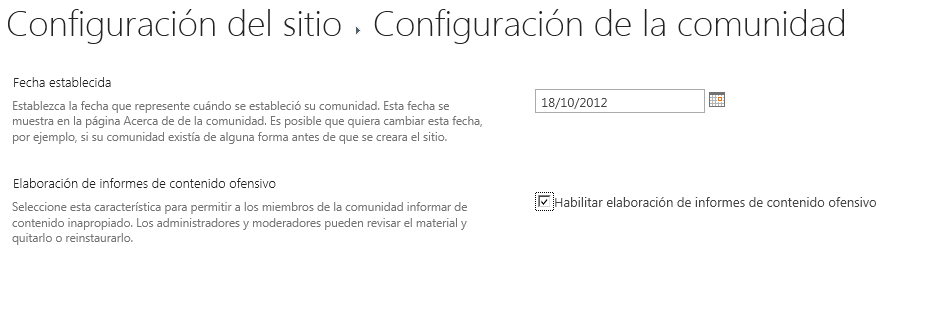 Configuración del sitio ▸ Configuración de la comunidad
Fecha establecida
Establezca la fecha que represente cuándo se estableció su comunidad. Esta fecha se
muestra en la página Acerca de de la comunidad. Es posible que quiera cambiar esta fecha,
por ejemplo, si su comunidad existía de alguna forma antes de que se creara el sitio.
18/10/2012
Elaboración de informes de contenido ofensivo
Seleccione esta característica para permitir a los miembros de la comunidad informar de
contenido inapropiado. Los administradores y moderadores pueden revisar el material y
quitarlo o reinstaurarlo.
Habilitar elaboración de informes de contenido ofensivo